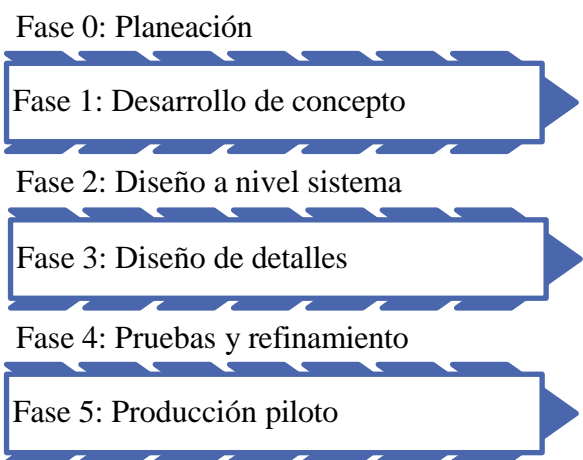 Fase 0: Planeación
Fase 1: Desarrollo de concepto
Fase 2: Diseño a nivel sistema
Fase 3: Diseño de detalles
Fase 4: Pruebas y refinamiento
Fase 5: Producción piloto